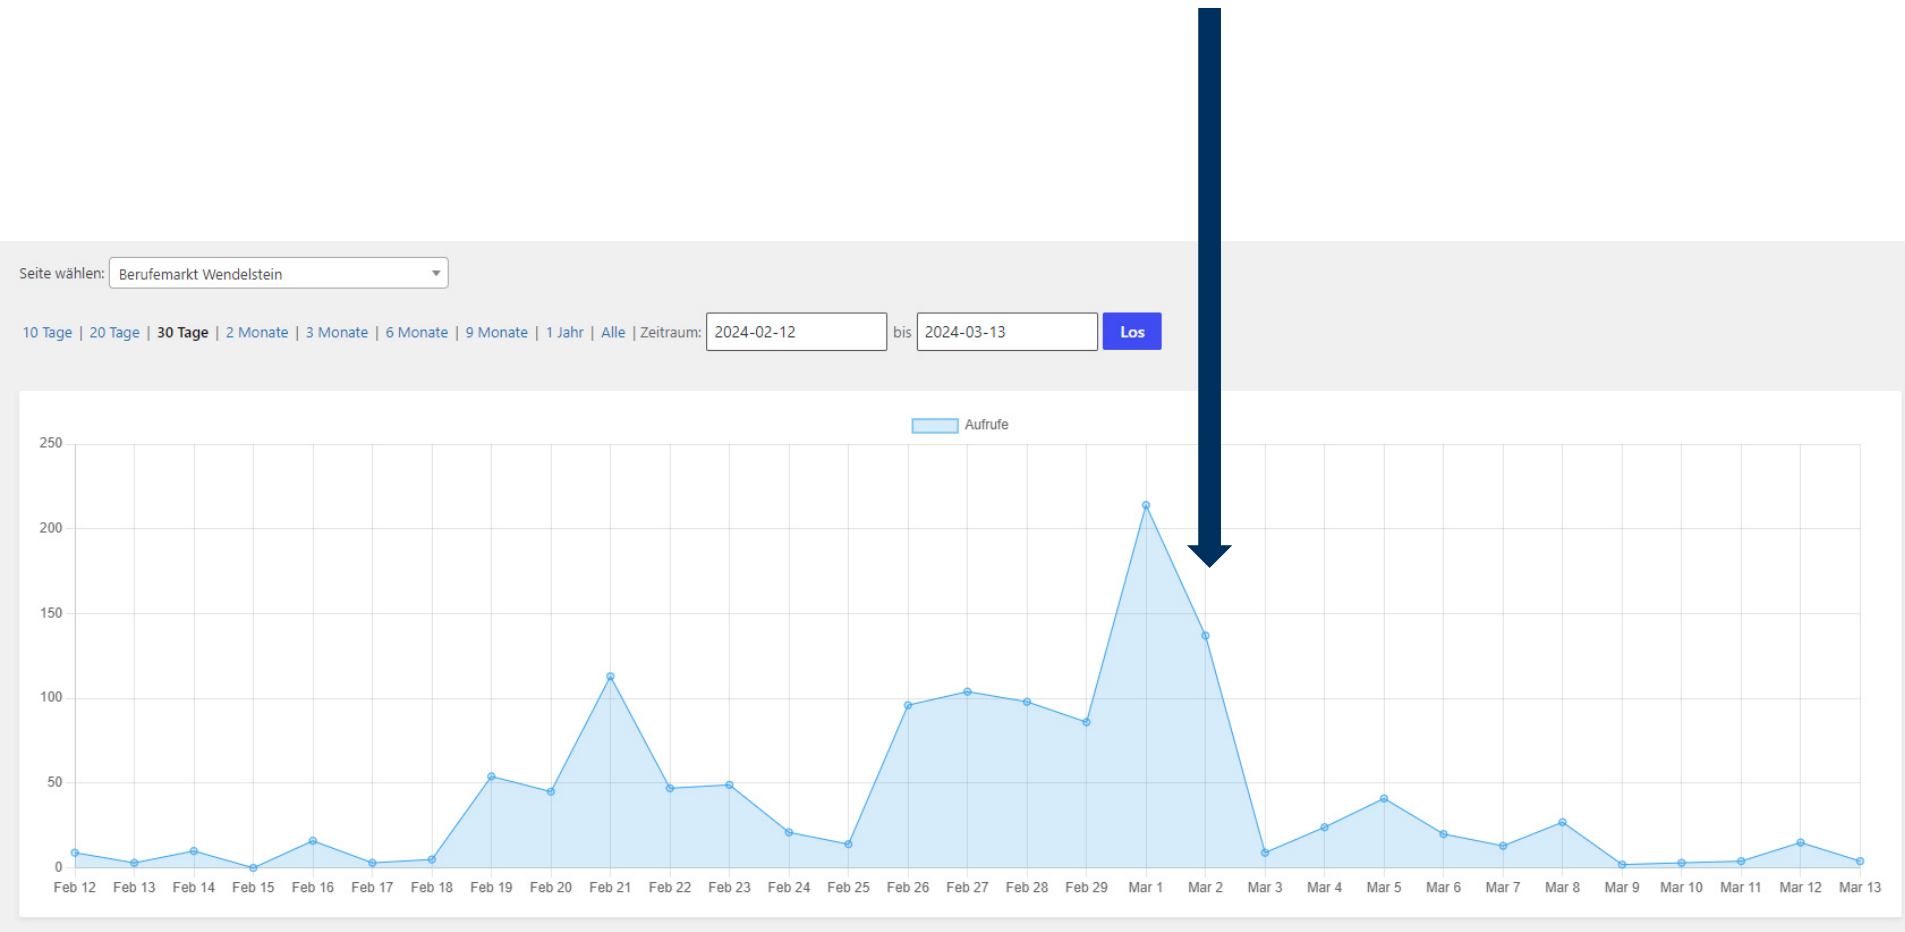 Seite wählen: Berufemarkt Wendelstein
10 Tage | 20 Tage | 30 Tage | 2 Monate | 3 Monate | 6 Monate | 9 Monate | 1 Jahr | Alle | Zeitraum: 2024-02-12 bis 2024-03-13 Los
Aufrufe
250
200
150
100
50
0
Feb 12 Feb 13 Feb 14 Feb 15 Feb 16 Feb 17 Feb 18 Feb 19 Feb 20 Feb 21 Feb 22 Feb 23 Feb 24 Feb 25 Feb 26 Feb 27 Feb 28 Feb 29 Mar 1 Mar 2 Mar 3 Mar 4 Mar 5 Mar 6 Mar 7 Mar 8 Mar 9 Mar 10 Mar 11 Mar 12 Mar 13